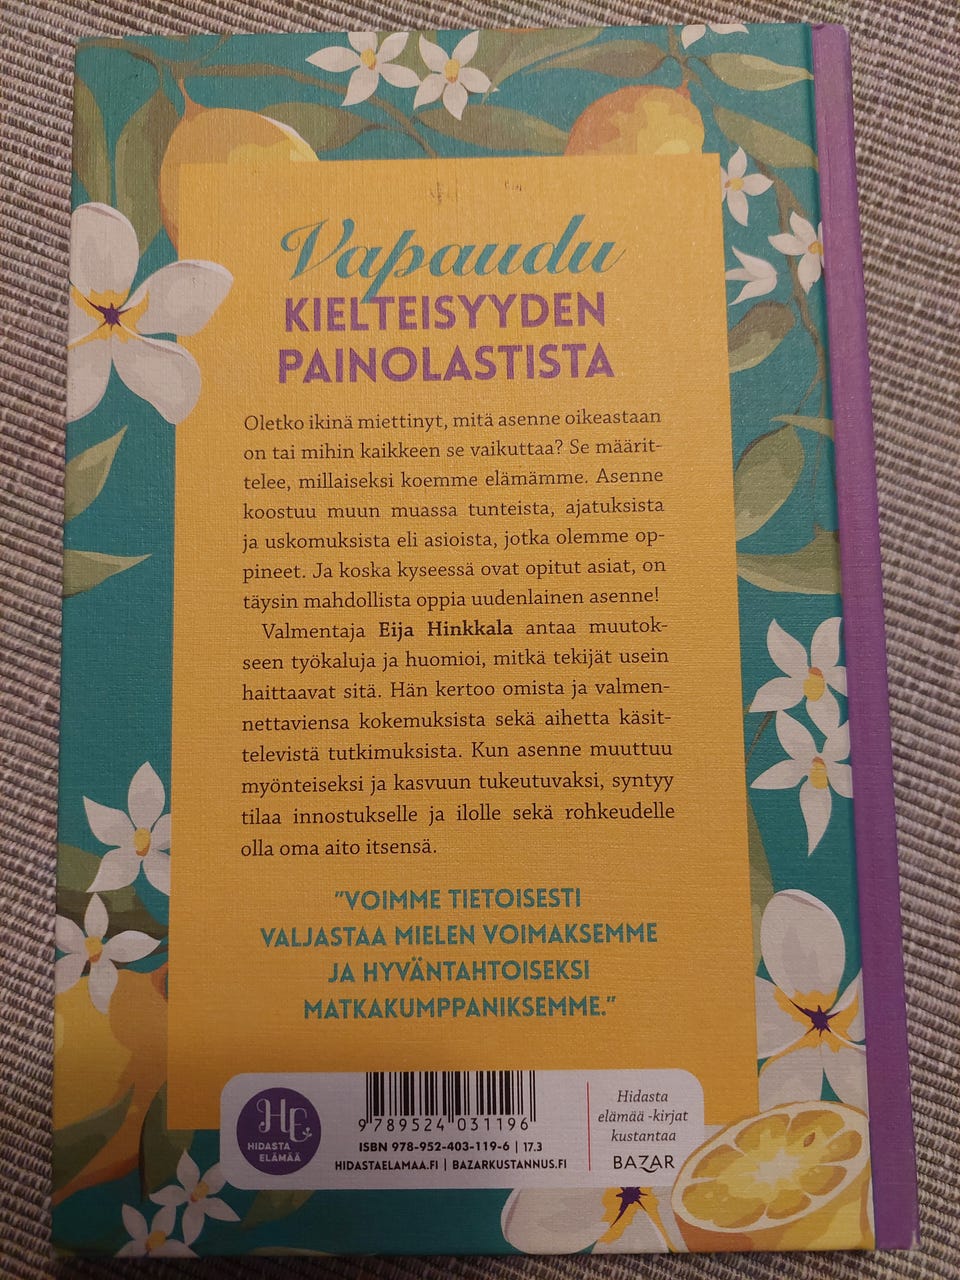 Vapaudu
KIELTEISYYDEN
PAINOLASTISTA
Oletko ikinä miettinyt, mitä asenne oikeastaan
on tai mihin kaikkeen se vaikuttaa? Se määrit-
telee, millaiseksi koemme elämämme. Asenne
koostuu muun muassa tunteista, ajatuksista
ja uskomuksista eli asioista, jotka olemme op-
pineet. Ja koska kyseessä ovat opitut asiat, on
täysin mahdollista oppia uudenlainen asenne!
Valmentaja Eija Hinkkala antaa muutok-
seen työkaluja ja huomioi, mitkä tekijät usein
haittaavat sitä. Hän kertoo omista ja valmen-
nettaviensa kokemuksista sekä aihetta käsit-
televistä tutkimuksista. Kun asenne muuttuu
myönteiseksi ja kasvuun tukeutuvaksi, syntyy
tilaa innostukselle ja ilolle sekä rohkeudelle
olla oma aito itsensä.
"VOIMME TIETOISESTI
VALJASTAA MIELEN VOIMAKSEMME
JA HYVÄNTAHTOISEKSI
MATKAKUMPPANIKSEMME."
HE
HIDASTA
ELÄMÄÄ
9 789524 031196
ISBN 978-952-403-119-6 | 17.3
HIDASTAELAMAA.FI | BAZARKUSTANNUS.FI
Hidasta
elämää -kirjat
kustantaa
BAZAR